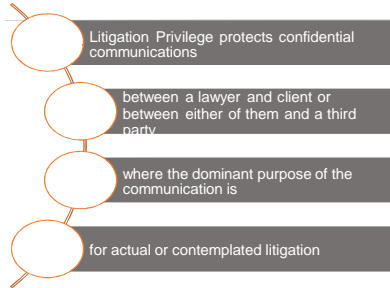 Litigation Privilege protects confidential
communications
between a lawyer and client or
between either of them and a third
party
where the dominant purpose of the
communication is
for actual or contemplated litigation